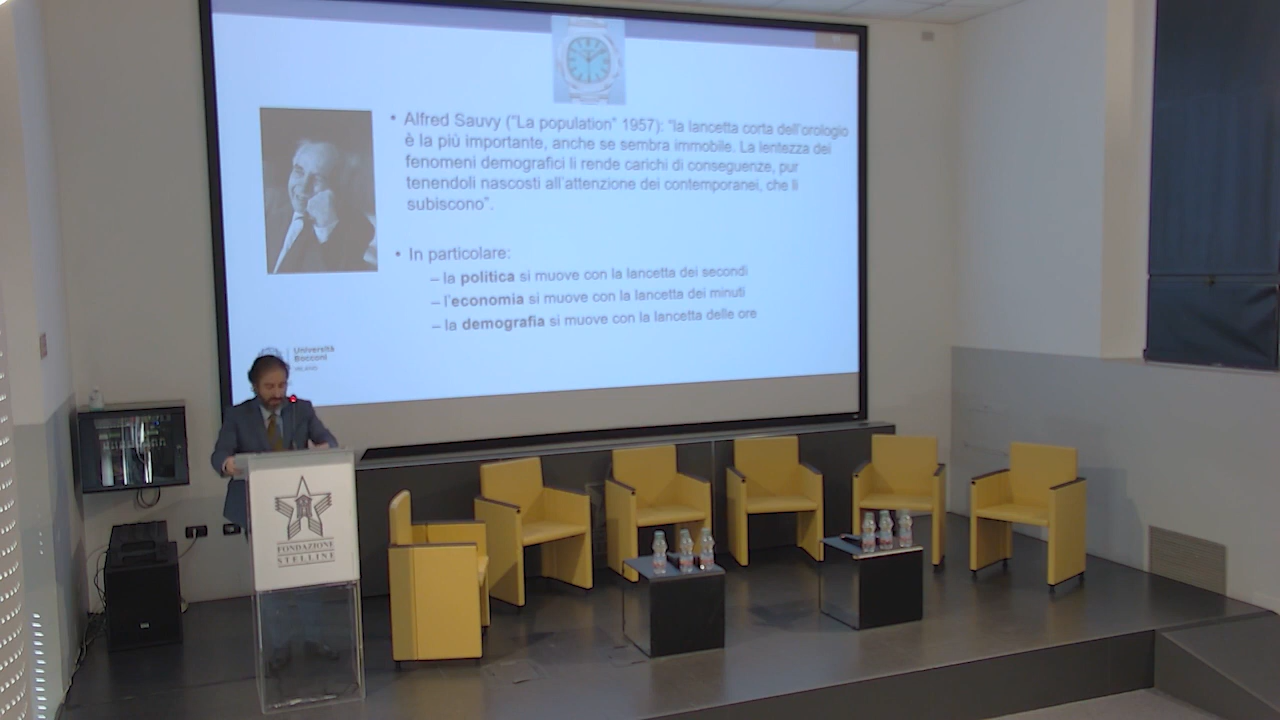 • Alfred Sauvy ("La population" 1957): "la lancetta corta dell'orologio
è la più importante, anche se sembra immobile. La lentezza dei
fenomeni demografici li rende carichi di conseguenze, pur
tenendoli nascosti all'attenzione dei contemporanei, che li
subiscono".
• In particolare:
– la politica si muove con la lancetta dei secondi
– l'economia si muove con la lancetta dei minuti
– la demografia si muove con la lancetta delle ore
Università
Bocconi
MILANO
FONDAZIONE
STELLINE